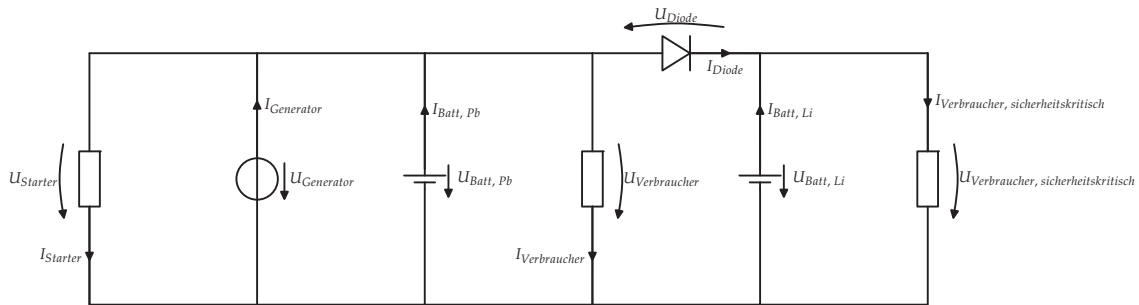 U_Diode
I_Diode
I_Generator
I_Batt, Pb
I_Batt, Li
I_Verbraucher, sicherheitskritisch
U_Starter
U_Generator
U_Batt, Pb
U_Verbraucher
U_Batt, Li
U_Verbraucher, sicherheitskritisch
I_Starter
I_Verbraucher